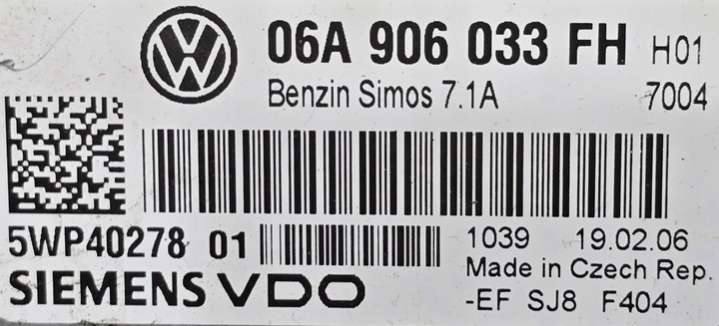 06A 906 033 FH H01
Benzin Simos 7.1A 7004
5WP40278 01
1039 19.02.06
Made in Czech Rep.
SIEMENS VDO
-EF SJ8 F404